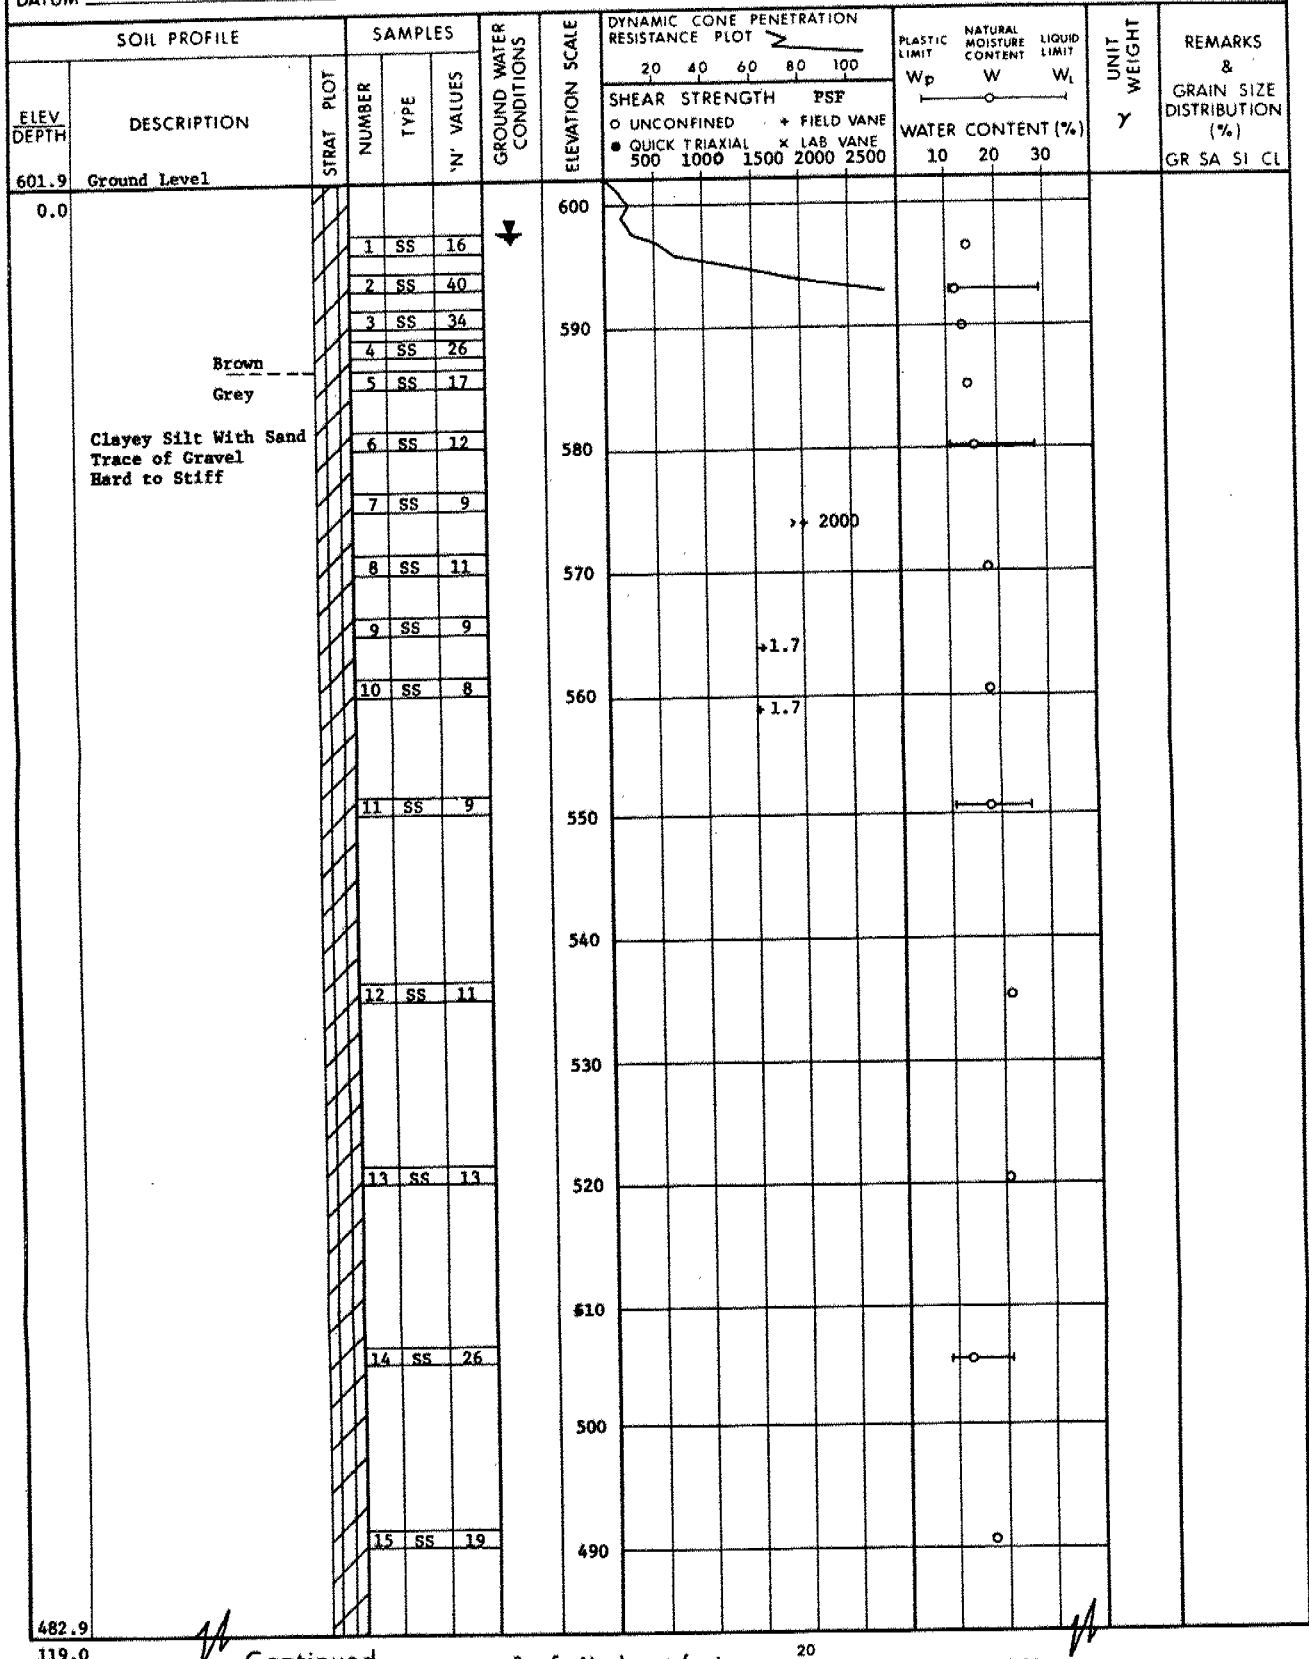 DATUM
SOIL PROFILE
SAMPLES
GROUND WATER CONDITIONS
ELEVATION SCALE
DYNAMIC CONE PENETRATION
RESISTANCE PLOT
20 40 60 80 100
SHEAR STRENGTH PSF
O UNCONFINED + FIELD VANE
● QUICK TRIAXIAL × LAB VANE
500 1000 1500 2000 2500
PLASTIC LIMIT
NATURAL MOISTURE CONTENT
LIQUID LIMIT
Wp W WL
WATER CONTENT (%)
10 20 30
UNIT WEIGHT
γ
REMARKS
&
GRAIN SIZE
DISTRIBUTION
(%)
GR SA SI CL
ELEV
DEPTH
DESCRIPTION
STRAT PLOT
NUMBER
TYPE
'N' VALUES
601.9 Ground Level
0.0
600
1 SS 16
2 SS 40
3 SS 34
590
4 SS 26
Brown
5 SS 17
Grey
Clayey Silt With Sand
Trace of Gravel
Hard to Stiff
6 SS 12
580
7 SS 9
+ 2000
8 SS 11
570
9 SS 9
+1.7
10 SS 8
560
+ 1.7
11 SS 9
550
540
12 SS 11
530
13 SS 13
520
510
14 SS 26
500
15 SS 19
490
482.9
119.0
Continued
20